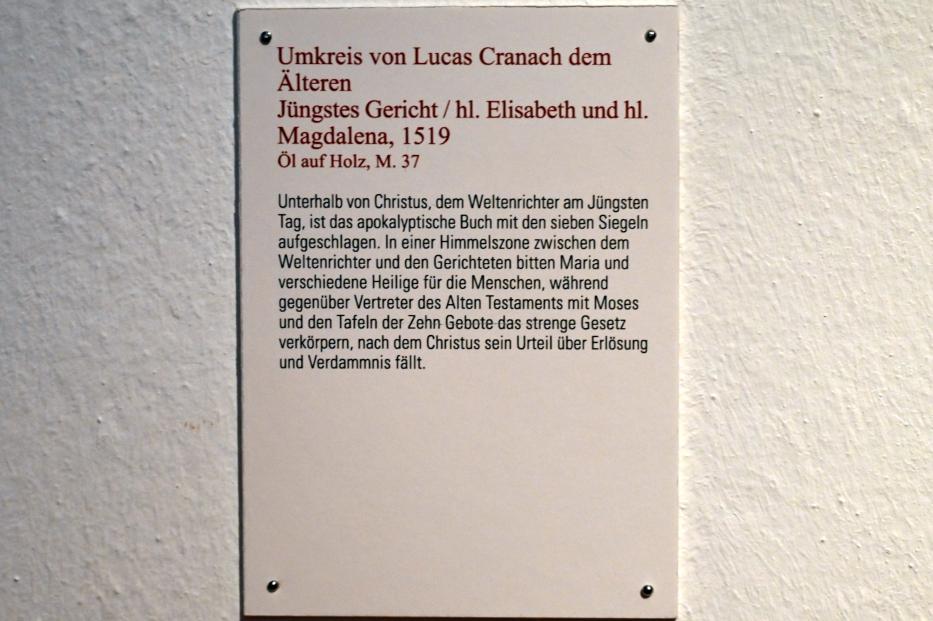 Umkreis von Lucas Cranach dem
Älteren
Jüngstes Gericht / hl. Elisabeth und hl.
Magdalena, 1519
Öl auf Holz, M. 37
Unterhalb von Christus, dem Weltenrichter am Jüngsten
Tag, ist das apokalyptische Buch mit den sieben Siegeln
aufgeschlagen. In einer Himmelszone zwischen dem
Weltenrichter und den Gerichteten bitten Maria und
verschiedene Heilige für die Menschen, während
gegenüber Vertreter des Alten Testaments mit Moses
und den Tafeln der Zehn Gebote das strenge Gesetz
verkörpern, nach dem Christus sein Urteil über Erlösung
und Verdammnis fällt.